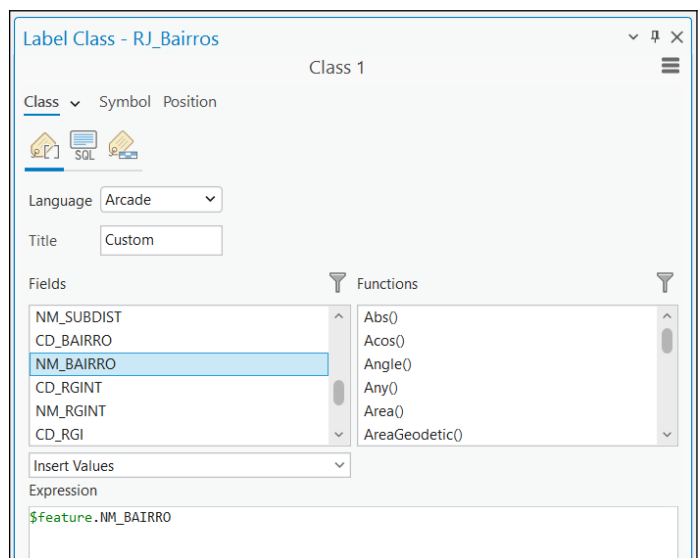 Label Class - RJ_Bairros
Class 1
Class Symbol Position
SQL
Language Arcade
Title Custom
Fields Functions
NM_SUBDIST Abs()
CD_BAIRRO Acos()
NM_BAIRRO Angle()
CD_RGINT Any()
NM_RGINT Area()
CD_RGI AreaGeodetic()
Insert Values
Expression
$feature.NM_BAIRRO